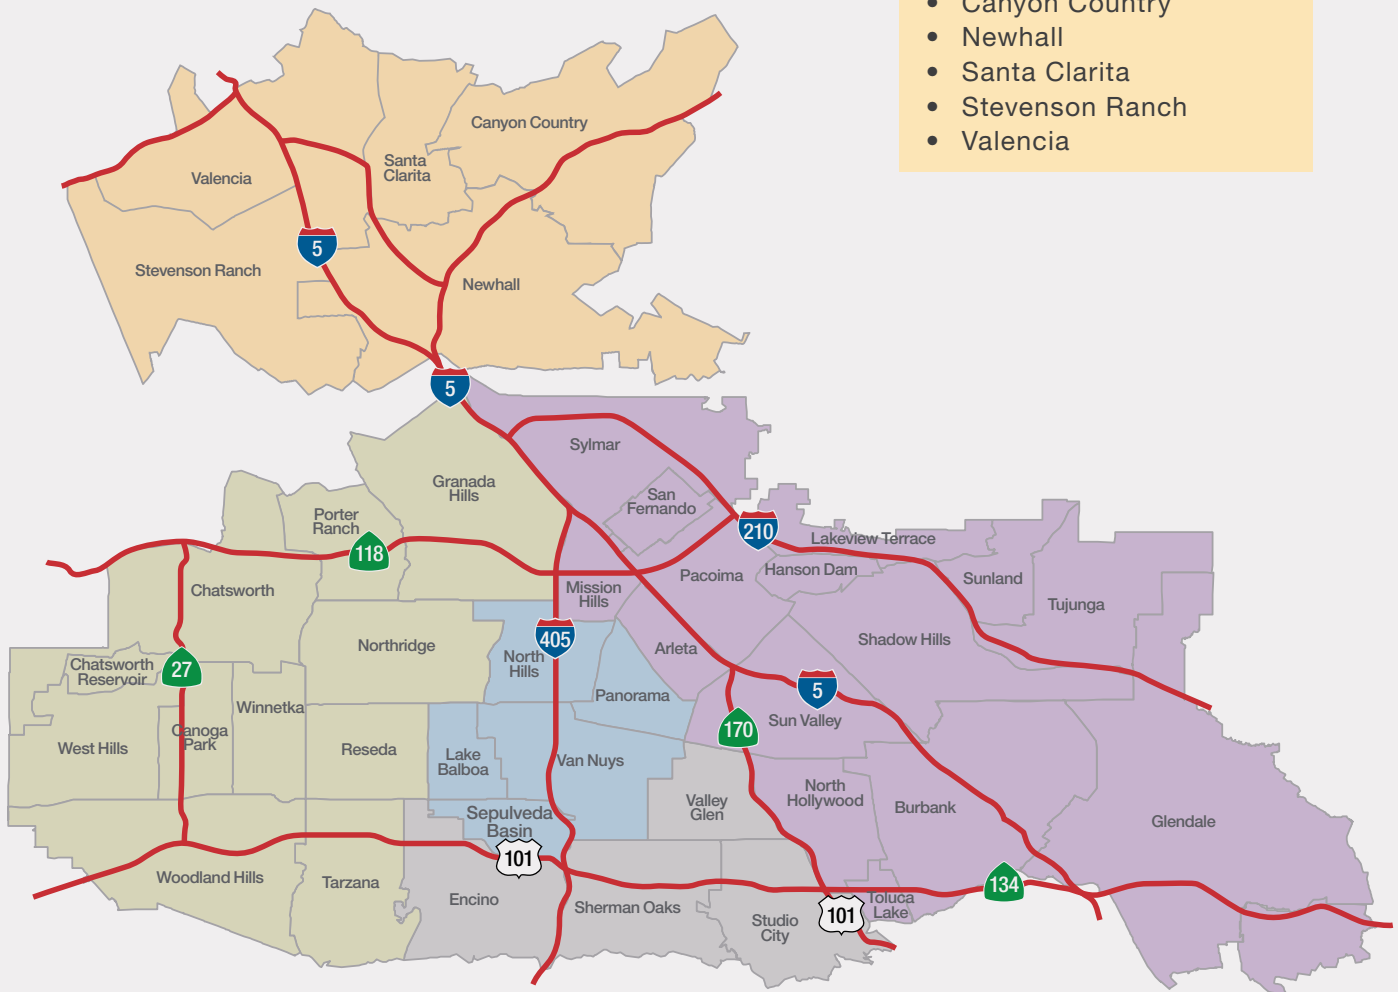 • Canyon Country
• Newhall
• Santa Clarita
• Stevenson Ranch
• Valencia
Canyon Country
Santa
Clarita
Valencia
5
Stevenson Ranch
Newhall
5
Sylmar
Granada
Hills
San
Fernando
Porter
Ranch
118
210
Lakeview Terrace
Hanson Dam
Pacoima
Sunland
Mission
Hills
Chatsworth
Tujunga
405
Northridge
Shadow Hills
Arleta
North
Hills
Chatsworth
Reservoir
27
Panorama
5
Winnetka
Sun Valley
170
Canoga
Park
West Hills
Reseda
Lake
Balboa
Van Nuys
North
Hollywood
Valley
Glen
Burbank
Sepulveda
Basin
Glendale
101
Woodland Hills
Tarzana
134
Encino
Sherman Oaks
Toluca
Lake
101
Studio
City